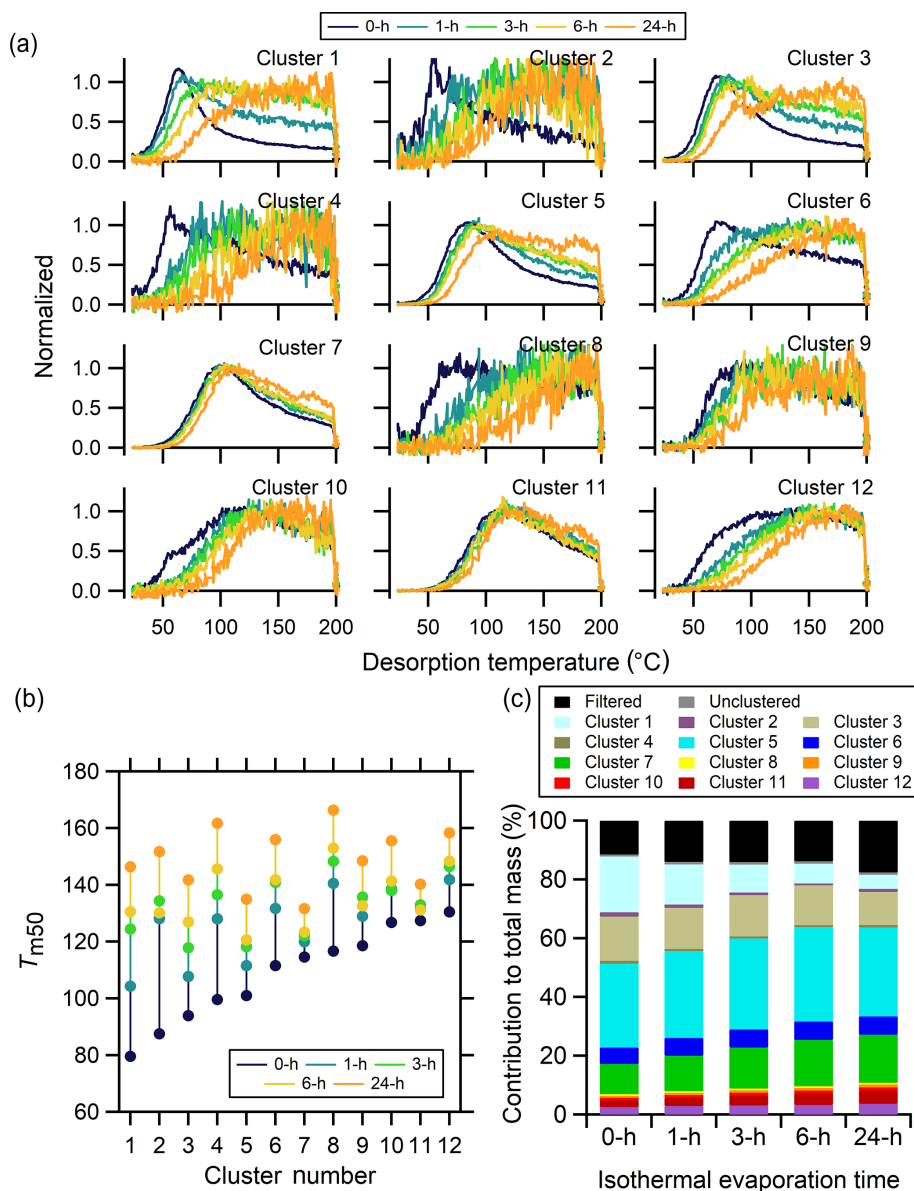 0-h 1-h 3-h 6-h 24-h
(a)
Cluster 1 Cluster 2 Cluster 3
1.0
0.5
0.0
Cluster 4 Cluster 5 Cluster 6
1.0
0.5
0.0
Cluster 7 Cluster 8 Cluster 9
1.0
0.5
0.0
Cluster 10 Cluster 11 Cluster 12
1.0
0.5
0.0
50 100 150 200 50 100 150 200 50 100 150 200
Normalized
Desorption temperature (°C)
(b)
180
160
140
120
100
80
60
Tm50
0-h 1-h 3-h
6-h 24-h
1 2 3 4 5 6 7 8 9 10 11 12
Cluster number
(c)
Filtered Unclustered
Cluster 1 Cluster 2 Cluster 3
Cluster 4 Cluster 5 Cluster 6
Cluster 7 Cluster 8 Cluster 9
Cluster 10 Cluster 11 Cluster 12
100
80
60
40
20
0
Contribution to total mass (%)
0-h 1-h 3-h 6-h 24-h
Isothermal evaporation time